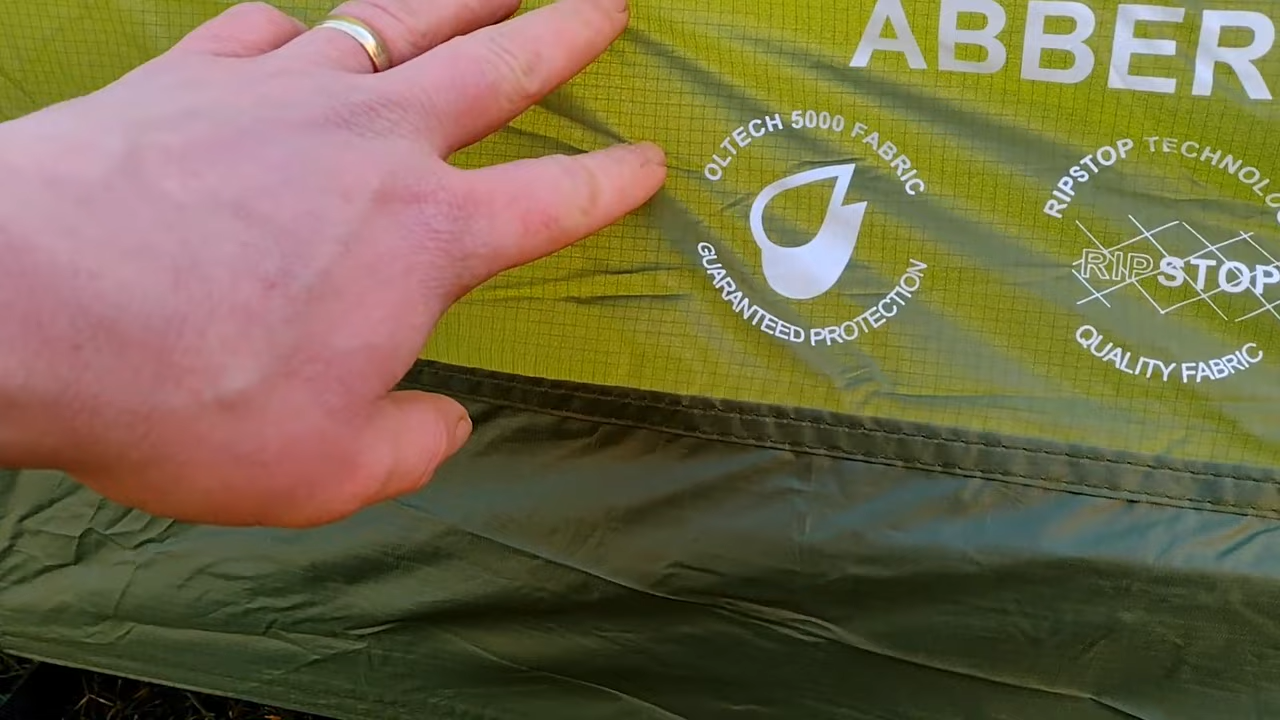 ABBER
OLTECH 5000 FABRIC
GUARANTEED PROTECTION
RIPSTOP TECHNOLO
RIPSTOP
QUALITY FABRIC